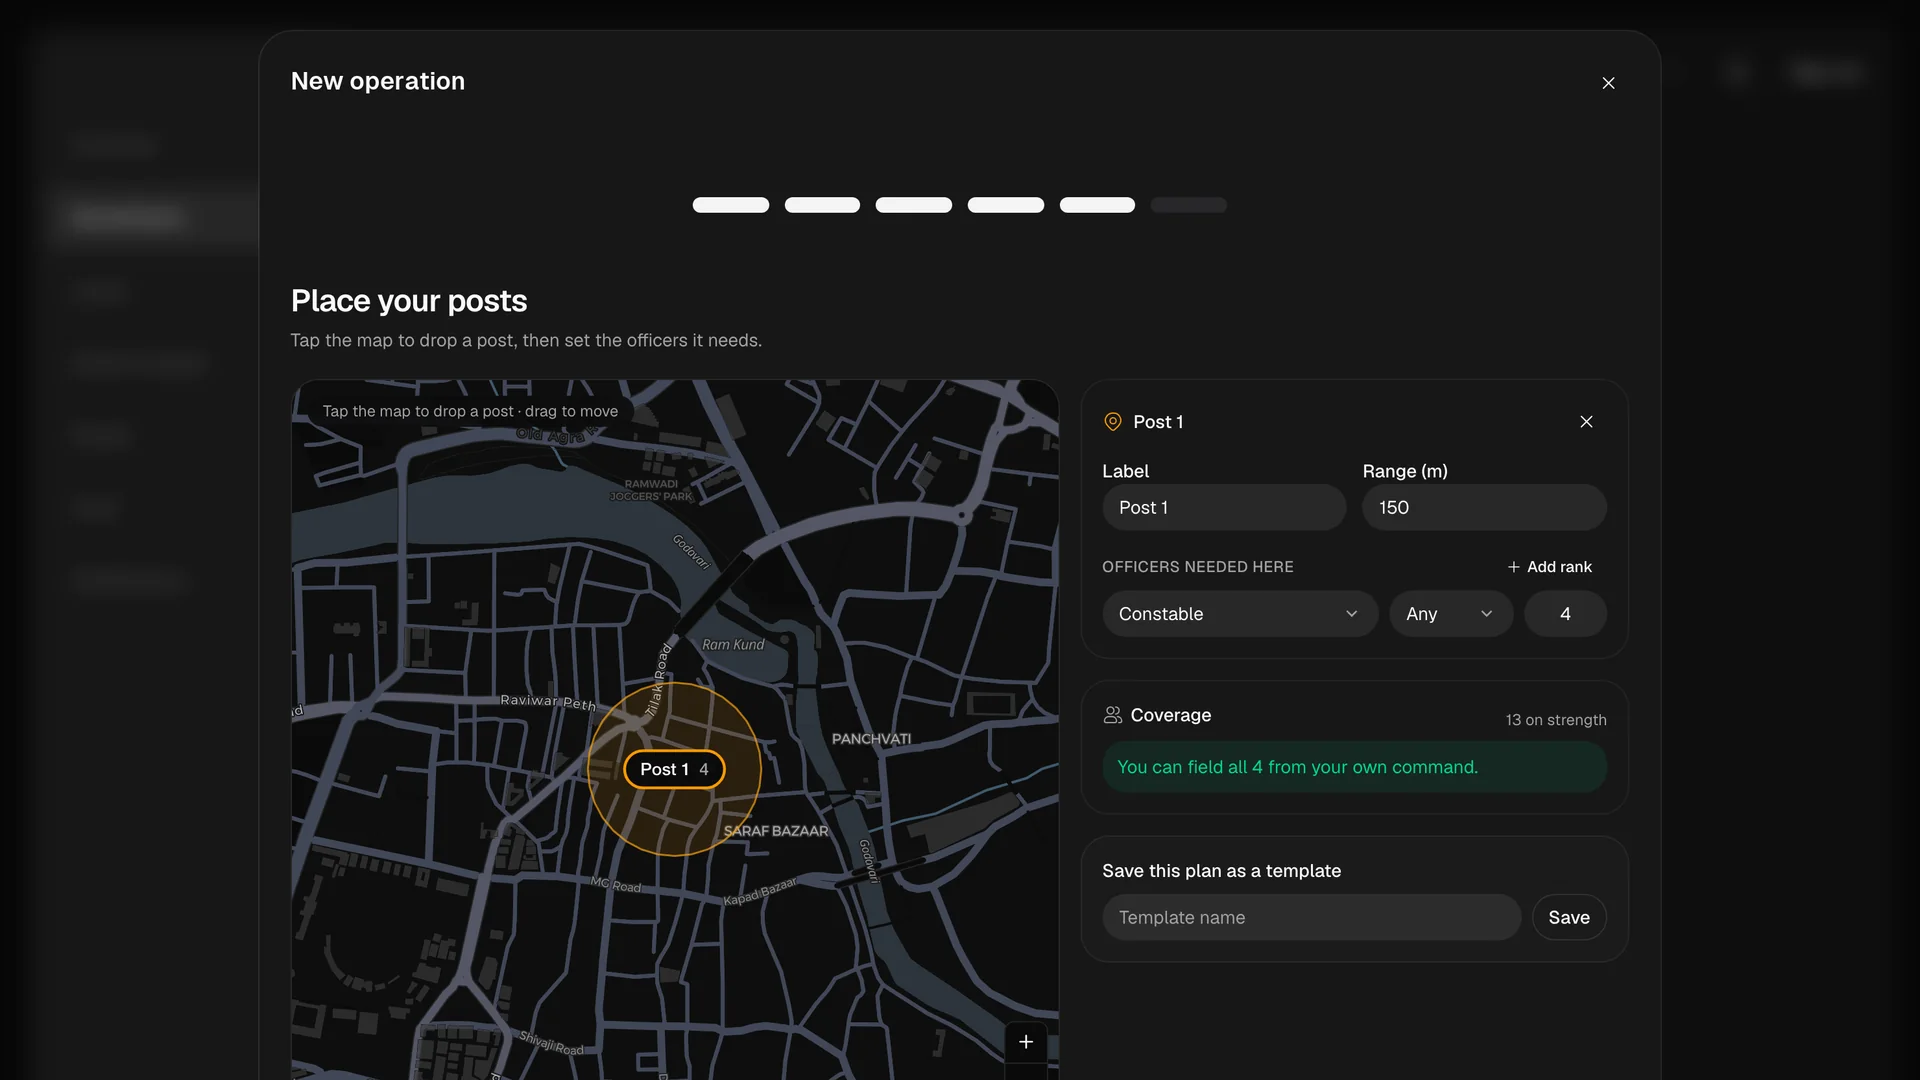 New operation
Place your posts
Tap the map to drop a post, then set the officers it needs.
Tap the map to drop a post · drag to move
Old Agra
RAMWADI
JOGGERS' PARK
Godavari
Ram Kund
Tilak Road
Raviwar Peth
PANCHVATI
Post 1 4
SARAF BAZAAR
Godavari
MG Road
Kapad Bazaar
Shivaji Road
+
Post 1
Label
Range (m)
Post 1
150
OFFICERS NEEDED HERE
+ Add rank
Constable
Any
4
Coverage
13 on strength
You can field all 4 from your own command.
Save this plan as a template
Template name
Save